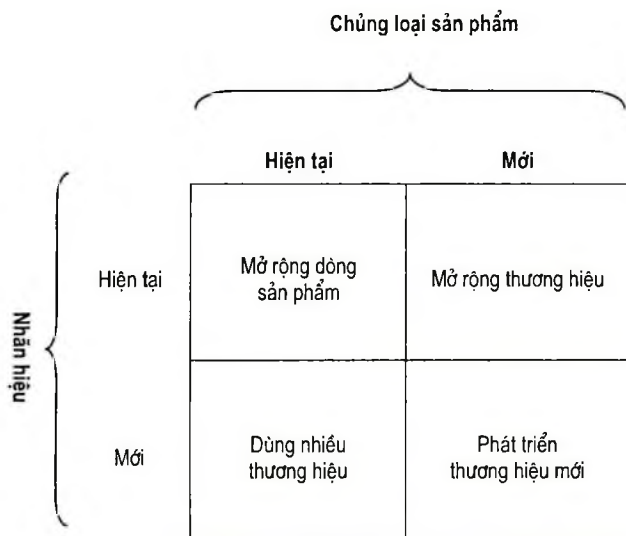 Chủng loại sản phẩm
Hiện tại Mới
Nhãn hiệu
Hiện tại
Mở rộng dòng
sản phẩm
Mở rộng thương hiệu
Mới
Dùng nhiều
thương hiệu
Phát triển
thương hiệu mới